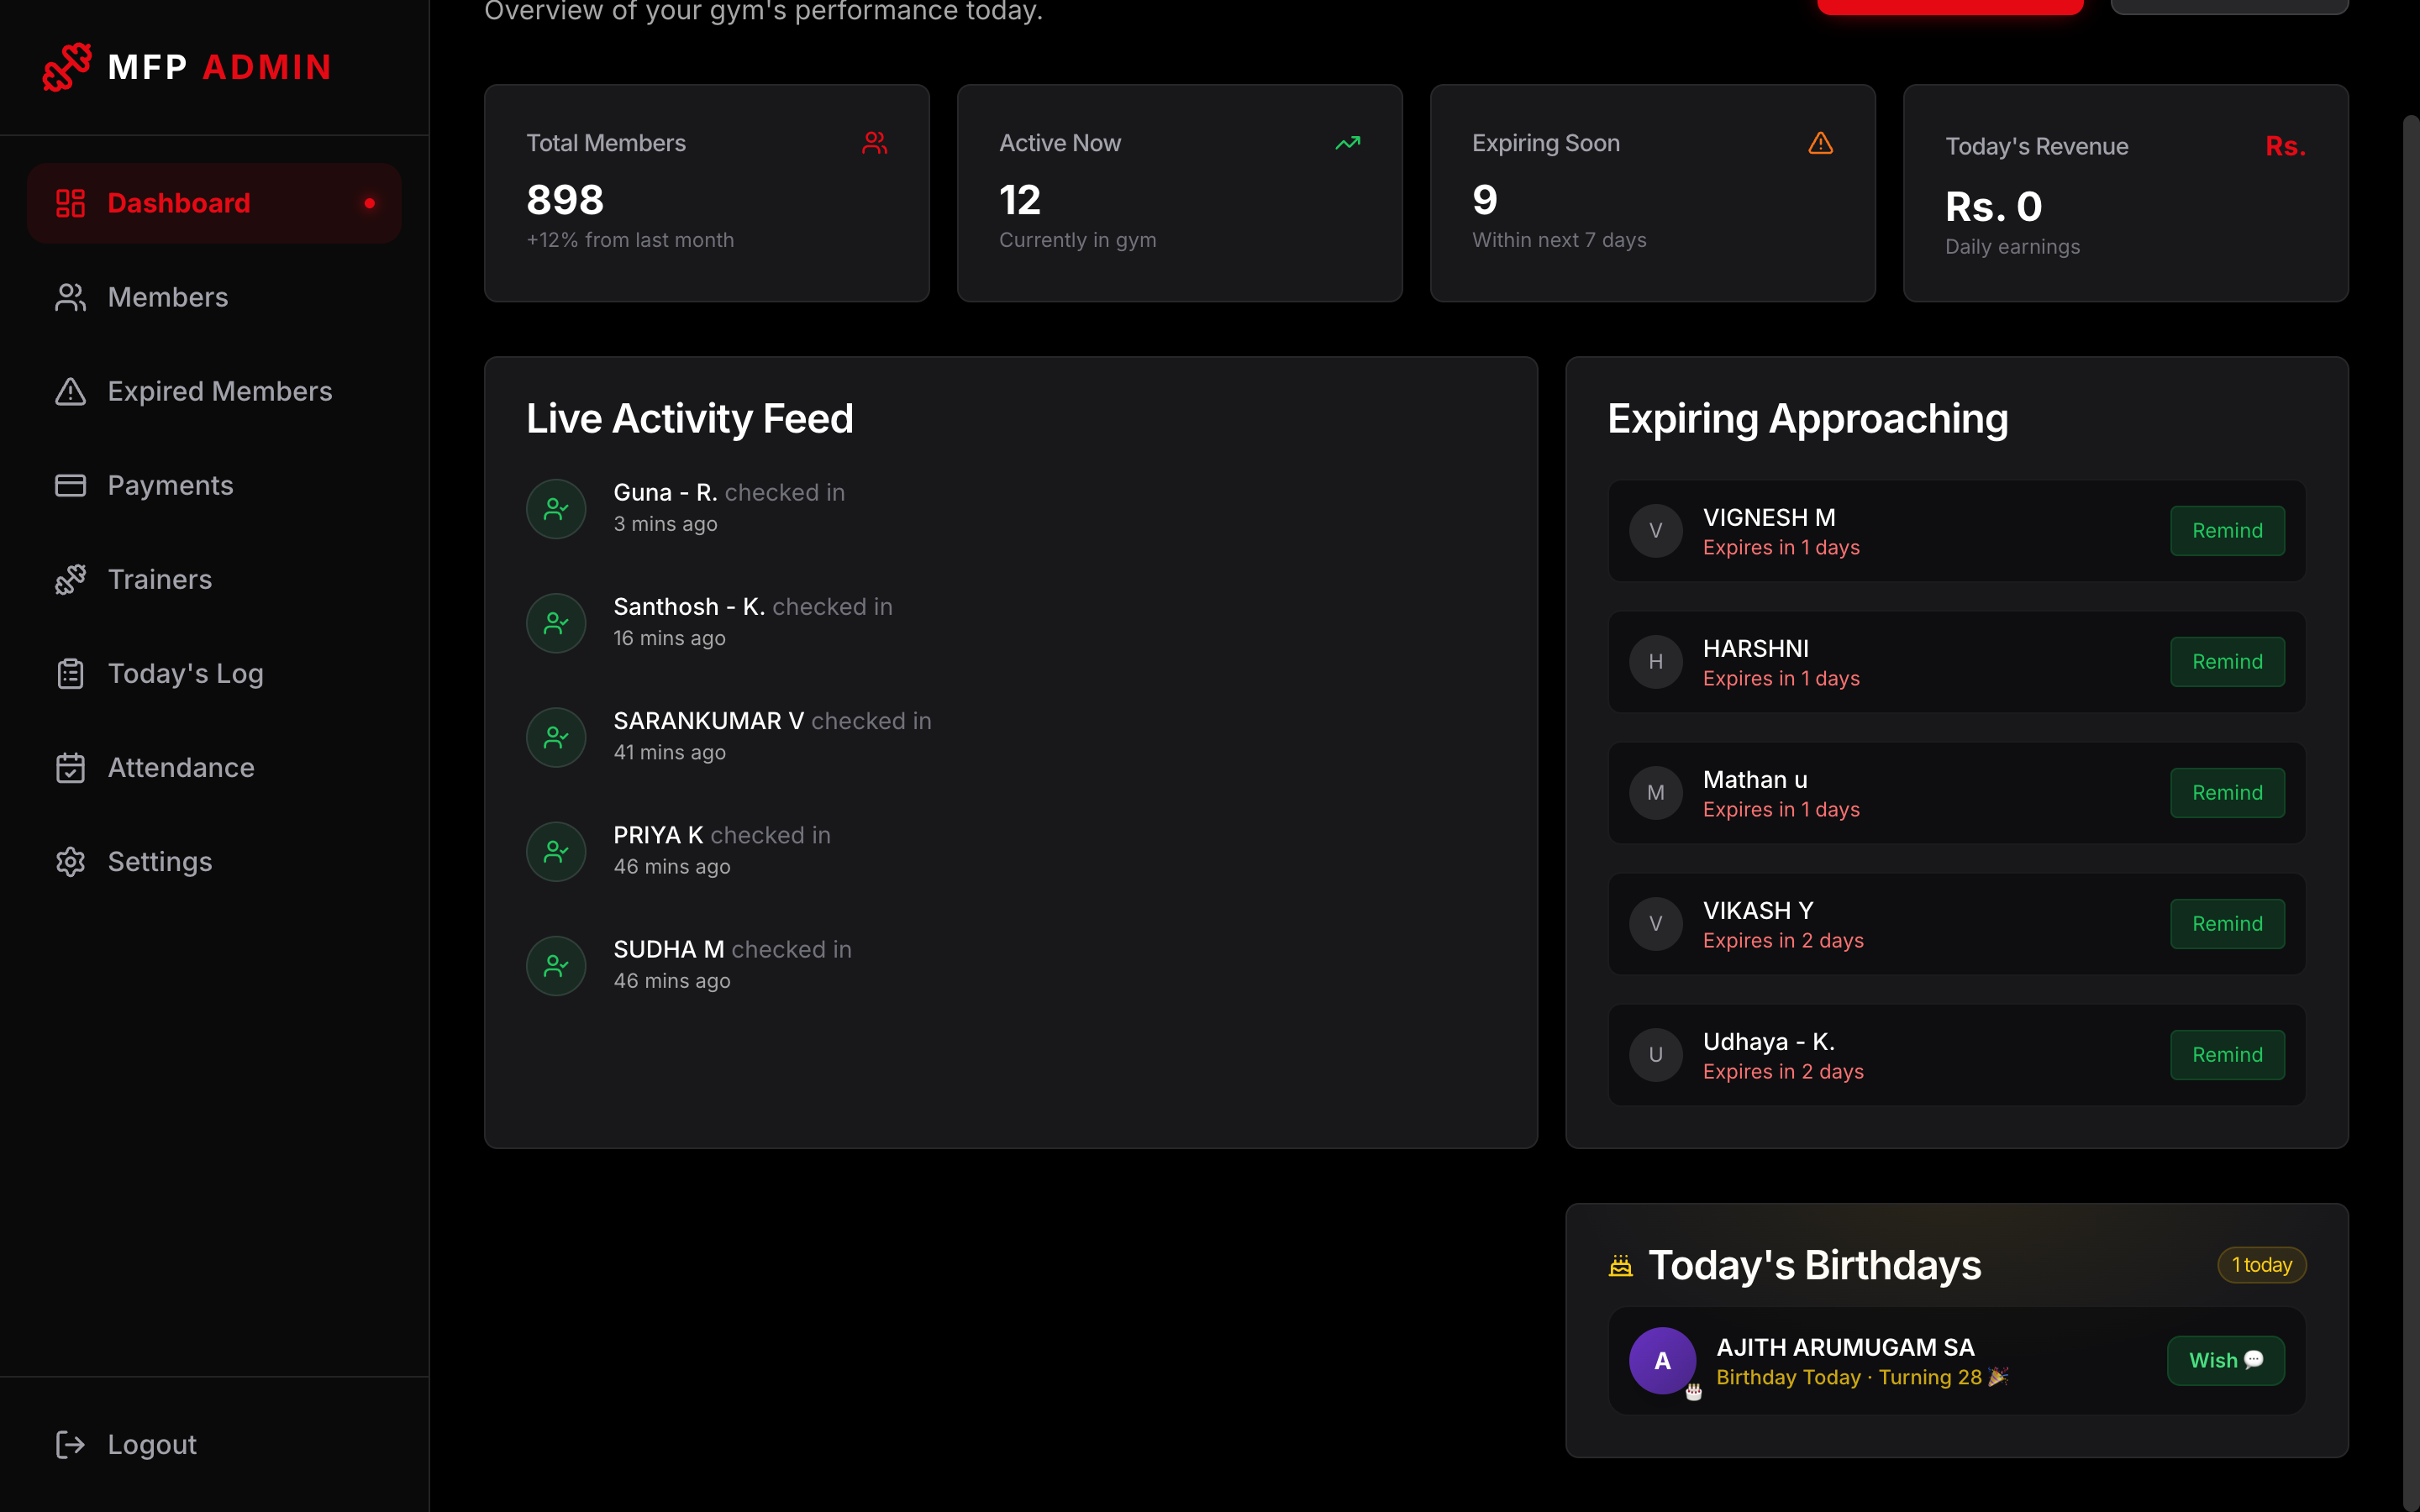 MFP ADMIN
Dashboard
Members
Expired Members
Payments
Trainers
Today's Log
Attendance
Settings
Logout
Overview of your gym's performance today.
Total Members
898
+12% from last month
Active Now
12
Currently in gym
Expiring Soon
9
Within next 7 days
Today's Revenue
Rs.
Rs. 0
Daily earnings
Live Activity Feed
Guna - R. checked in
3 mins ago
Santhosh - K. checked in
16 mins ago
SARANKUMAR V checked in
41 mins ago
PRIYA K checked in
46 mins ago
SUDHA M checked in
46 mins ago
Expiring Approaching
V
VIGNESH M
Expires in 1 days
Remind
H
HARSHNI
Expires in 1 days
Remind
M
Mathan u
Expires in 1 days
Remind
V
VIKASH Y
Expires in 2 days
Remind
U
Udhaya - K.
Expires in 2 days
Remind
Today's Birthdays
1 today
A
AJITH ARUMUGAM SA
Birthday Today · Turning 28 🎉
Wish 💬